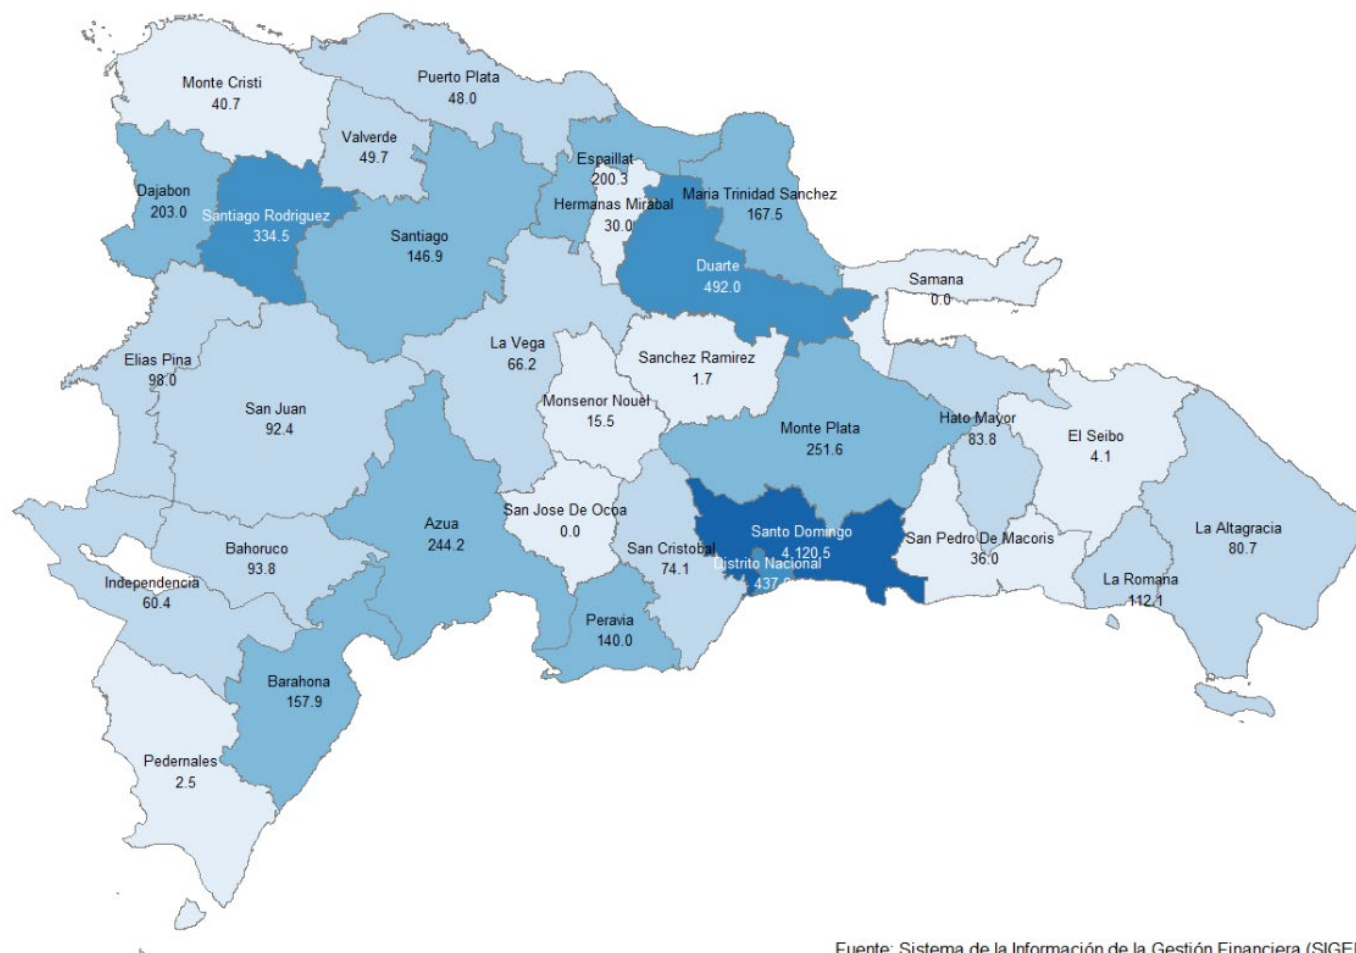 Monte Cristi
40.7
Puerto Plata
48.0
Valverde
49.7
Espaillat
200.3
Dajabon
203.0
Santiago Rodriguez
334.5
Hermanas Mirabal
30.0
Maria Trinidad Sanchez
167.5
Santiago
146.9
Duarte
492.0
Samana
0.0
Elias Pina
98.0
La Vega
66.2
Sanchez Ramirez
1.7
San Juan
92.4
Monsenor Nouel
15.5
Monte Plata
251.6
Hato Mayor
83.8
El Seibo
4.1
San Jose De Ocoa
0.0
Azua
244.2
Santo Domingo
4,120.5
La Altagracia
80.7
San Pedro De Macoris
36.0
San Cristobal
74.1
Distrito Nacional
Bahoruco
93.8
Independencia
60.4
La Romana
112.1
Peravia
140.0
Barahona
157.9
Pedernales
2.5
Fuente: Sistema de la Información de la Gestión Financiera